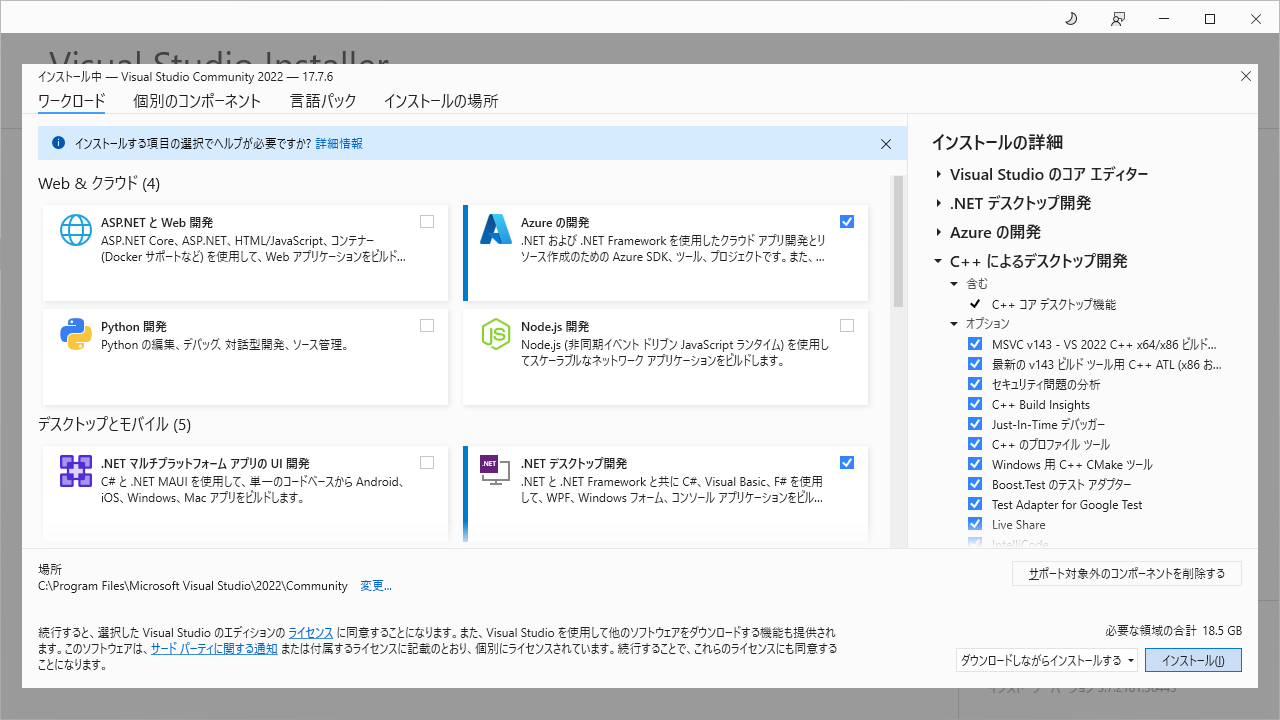 Visual Studio Installer
インストール中 — Visual Studio Community 2022 — 17.7.6
ワークロード 個別のコンポーネント 言語パック インストールの場所
インストールする項目の選択でヘルプが必要ですか? 詳細情報
Web & クラウド (4)
ASP.NET と Web 開発
ASP.NET Core、ASP.NET、HTML/JavaScript、コンテナー
(Docker サポートなど) を使用して、Web アプリケーションをビルド...
Azure の開発
.NET および .NET Framework を使用したクラウド アプリ開発とリ
ソース作成のための Azure SDK、ツール、プロジェクトです。また、...
Python 開発
Python の編集、デバッグ、対話型開発、ソース管理。
JS
Node.js 開発
Node.js (非同期イベント ドリブン JavaScript ランタイム) を使用し
てスケーラブルなネットワーク アプリケーションをビルドします。
デスクトップとモバイル (5)
.NET マルチプラットフォーム アプリの UI 開発
C# と .NET MAUI を使用して、単一のコードベースから Android、
iOS、Windows、Mac アプリをビルドします。
.NET
.NET デスクトップ開発
.NET と .NET Framework と共に C#、Visual Basic、F# を使用
して、WPF、Windows フォーム、コンソール アプリケーションをビル...
インストールの詳細
Visual Studio のコア エディター
.NET デスクトップ開発
Azure の開発
C++ によるデスクトップ開発
含む
C++ コア デスクトップ機能
オプション
MSVC v143 - VS 2022 C++ x64/x86 ビルド...
最新の v143 ビルド ツール用 C++ ATL (x86 お...
セキュリティ問題の分析
C++ Build Insights
Just-In-Time デバッガー
C++ のプロファイル ツール
Windows 用 C++ CMake ツール
Boost.Test のテスト アダプター
Test Adapter for Google Test
Live Share
IntelliCode
場所
C:\Program Files\Microsoft Visual Studio\2022\Community 変更...
サポート対象外のコンポーネントを削除する
続行すると、選択した Visual Studio のエディションの ライセンス に同意することになります。また、Visual Studio を使用して他のソフトウェアをダウンロードする機能も提供されま
す。このソフトウェアは、サード パーティに関する通知 または付属するライセンスに記載のとおり、個別にライセンスされています。続行することで、これらのライセンスにも同意する
ことになります。
必要な領域の合計 18.5 GB
ダウンロードしながらインストールする インストール(I)